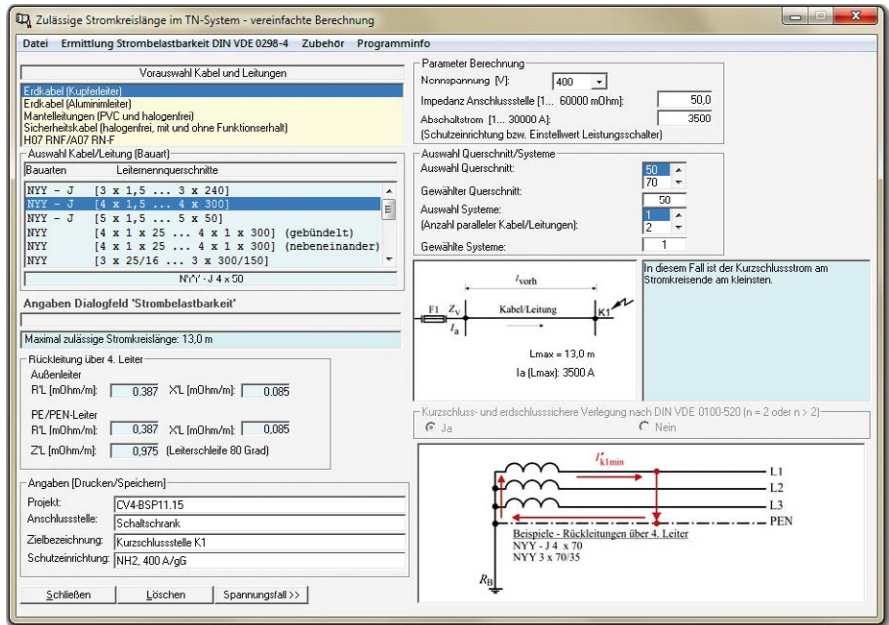 Zulässige Stromkreislänge im TN-System - vereinfachte Berechnung
Datei Ermittlung Strombelastbarkeit DIN VDE 0298-4 Zubehör Programminfo
Vorauswahl Kabel und Leitungen
Erdkabel (Kupferleiter)
Erdkabel (Aluminimleiter)
Mantelleitungen (PVC und halogenfrei)
Sicherheitskabel (halogenfrei, mit und ohne Funktionserhalt)
H07 RNF/A07 RN-F
Auswahl Kabel/Leitung (Bauart)
Bauarten Leiternennquerschnitte
NYY - J [3 x 1,5 ... 3 x 240]
NYY - J [4 x 1,5 ... 4 x 300]
NYY - J [5 x 1,5 ... 5 x 50]
NYY [4 x 1 x 25 ... 4 x 1 x 300] (gebündelt)
NYY [4 x 1 x 25 ... 4 x 1 x 300] (nebeneinander)
NYY [3 x 25/16 ... 3 x 300/150]
NYY - J 4 x 50
Angaben Dialogfeld 'Strombelastbarkeit'
Maximal zulässige Stromkreislänge: 13,0 m
Rückleitung über 4. Leiter
Außenleiter
R'L [mOhm/m]: 0.387 X'L [mOhm/m]: 0.085
PE/PEN-Leiter
R'L [mOhm/m]: 0,387 X'L [mOhm/m]: 0,085
Z'L [mOhm/m]: 0,975 (Leiterschleife 80 Grad)
Angaben [Drucken/Speichern]
Projekt: CV4-BSP11.15
Anschlussstelle: Schaltschrank
Zielbezeichnung: Kurzschlussstelle K1
Schutzeinrichtung: NH2, 400 A/gG
Schließen Löschen Spannungsfall >>
Parameter Berechnung
Nennspannung [V]: 400
Impedanz Anschlussstelle [1... 60000 mOhm]: 50,0
Abschaltstrom [1... 30000 A]: 3500
(Schutzeinrichtung bzw. Einstellwert Leistungsschalter)
Auswahl Querschnitt/Systeme
Auswahl Querschnitt: 50
70
Gewählter Querschnitt: 50
Auswahl Systeme: 1
(Anzahl paralleler Kabel/Leitungen): 2
Gewählte Systeme: 1
lvorh
F1 Zv Kabel/Leitung K1
Ia
Lmax = 13,0 m
Ia (Lmax): 3500 A
In diesem Fall ist der Kurzschlussstrom am
Stromkreisende am kleinsten.
Kurzschluss- und erdschlusssichere Verlegung nach DIN VDE 0100-520 (n = 2 oder n > 2)
Ja Nein
I"k1min
L1
L2
L3
PEN
Beispiele - Rückleitungen über 4. Leiter
NYY - J 4 x 70
NYY 3 x 70/35
RB